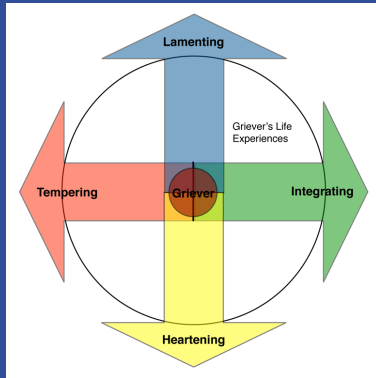 Lamenting
Griever's Life
Experiences
Tempering
Griever
Integrating
Heartening